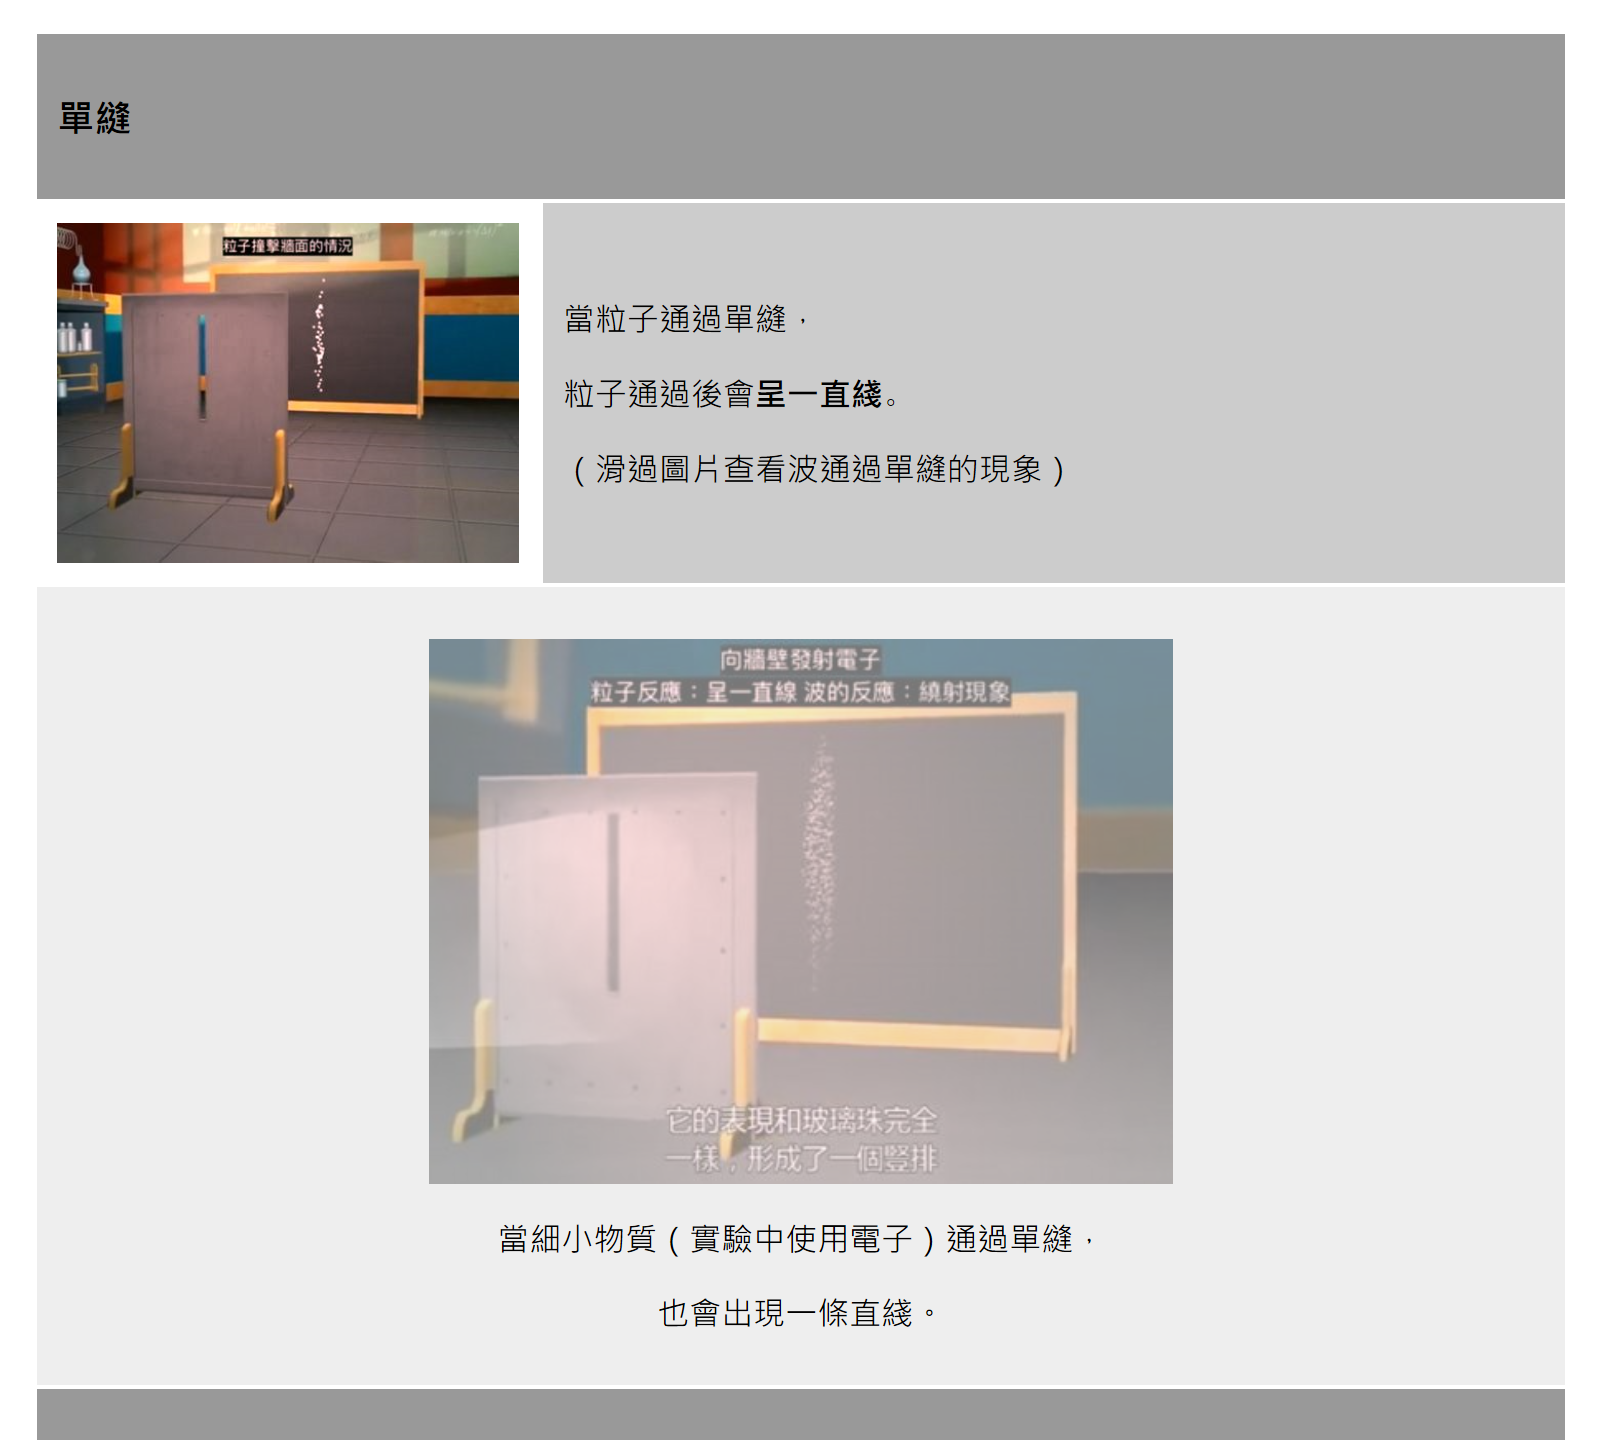 單縫
粒子撞擊牆面的情況
當粒子通過單縫，
粒子通過後會呈一直綫。
（滑過圖片查看波通過單縫的現象）
向牆壁發射電子
粒子反應：呈一直線 波的反應：繞射現象
它的表現和玻璃珠完全
一樣，形成了一個豎排
當細小物質（實驗中使用電子）通過單縫，
也會出現一條直綫。